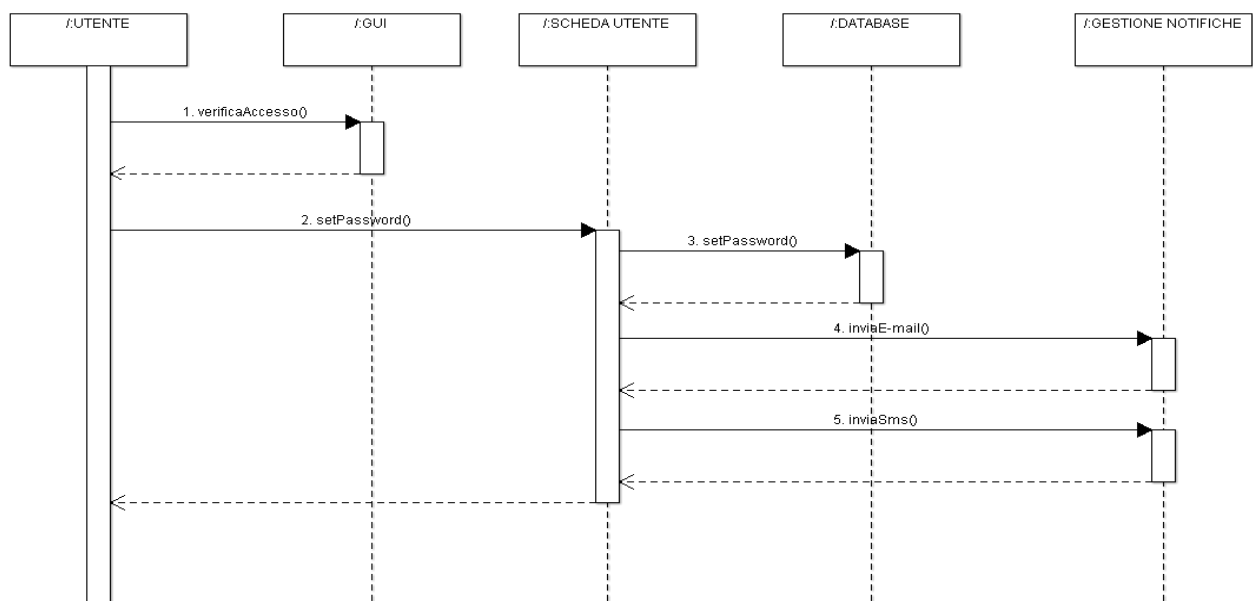 /:UTENTE
/:GUI
/:SCHEDA UTENTE
/:DATABASE
/:GESTIONE NOTIFICHE
1. verificaAccesso()
2. setPassword()
3. setPassword()
4. inviaE-mail()
5. inviaSms()